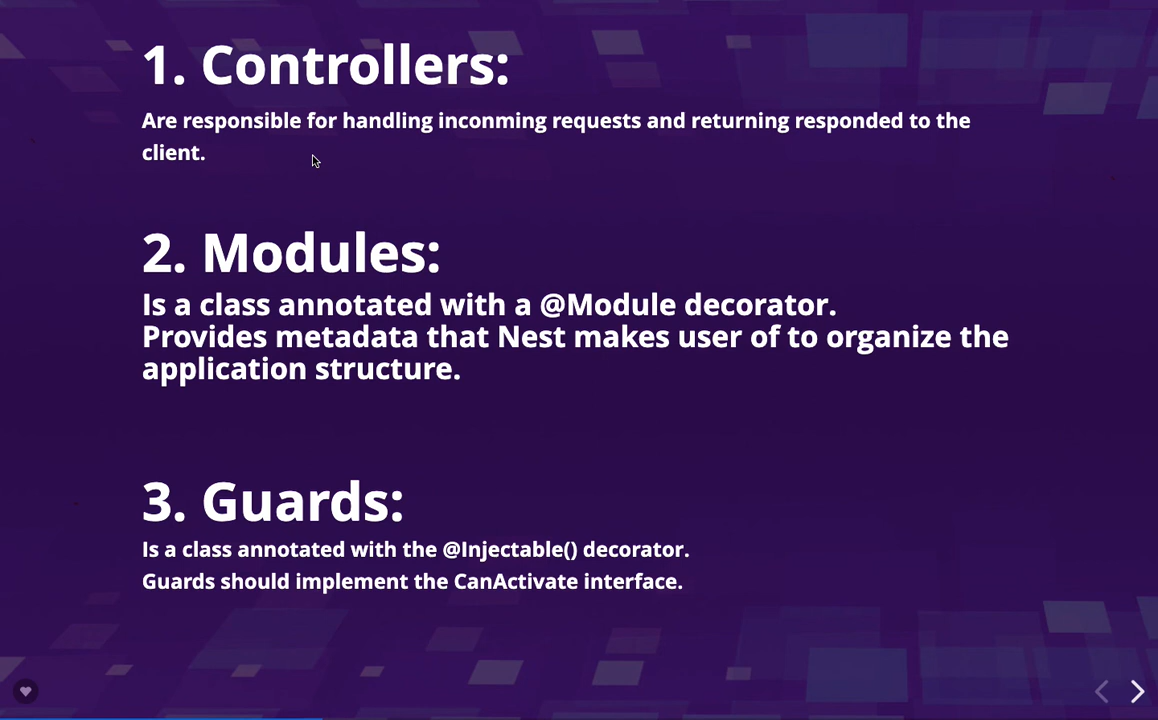 1. Controllers:
Are responsible for handling inconming requests and returning responded to the
client.
2. Modules:
Is a class annotated with a @Module decorator.
Provides metadata that Nest makes user of to organize the
application structure.
3. Guards:
Is a class annotated with the @Injectable() decorator.
Guards should implement the CanActivate interface.